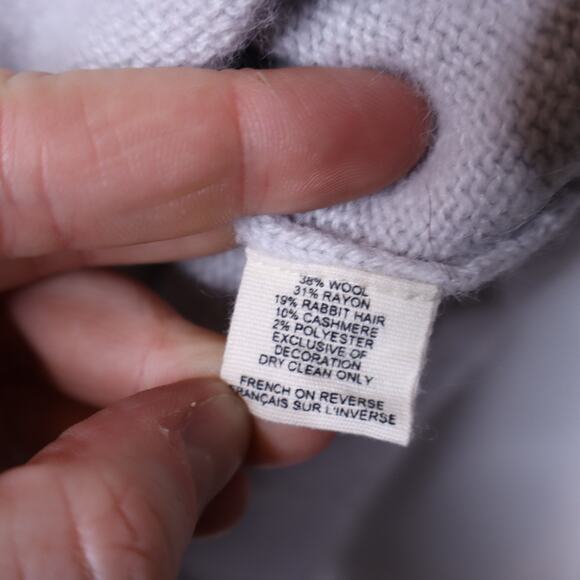 38% WOOL
31% RAYON
19% RABBIT HAIR
10% CASHMERE
2% POLYESTER
EXCLUSIVE OF
DECORATION
DRY CLEAN ONLY
FRENCH ON REVERSE
FRANÇAIS SUR L'INVERSE